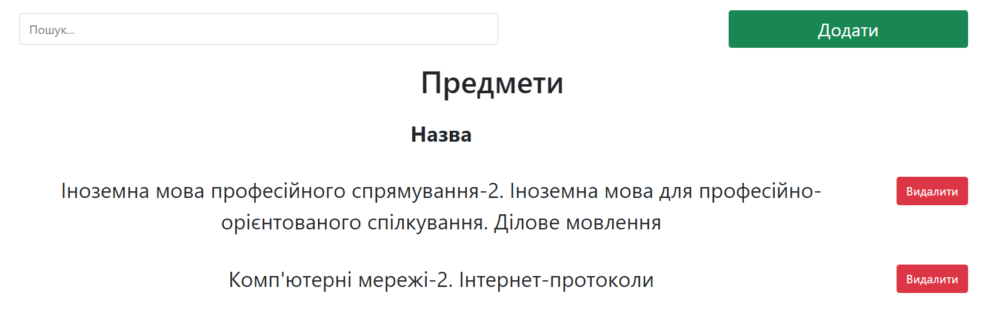 Пошук...
Додати
Предмети
Назва
Іноземна мова професійного спрямування-2. Іноземна мова для професійно-
орієнтованого спілкування. Ділове мовлення
Видалити
Комп'ютерні мережі-2. Інтернет-протоколи
Видалити